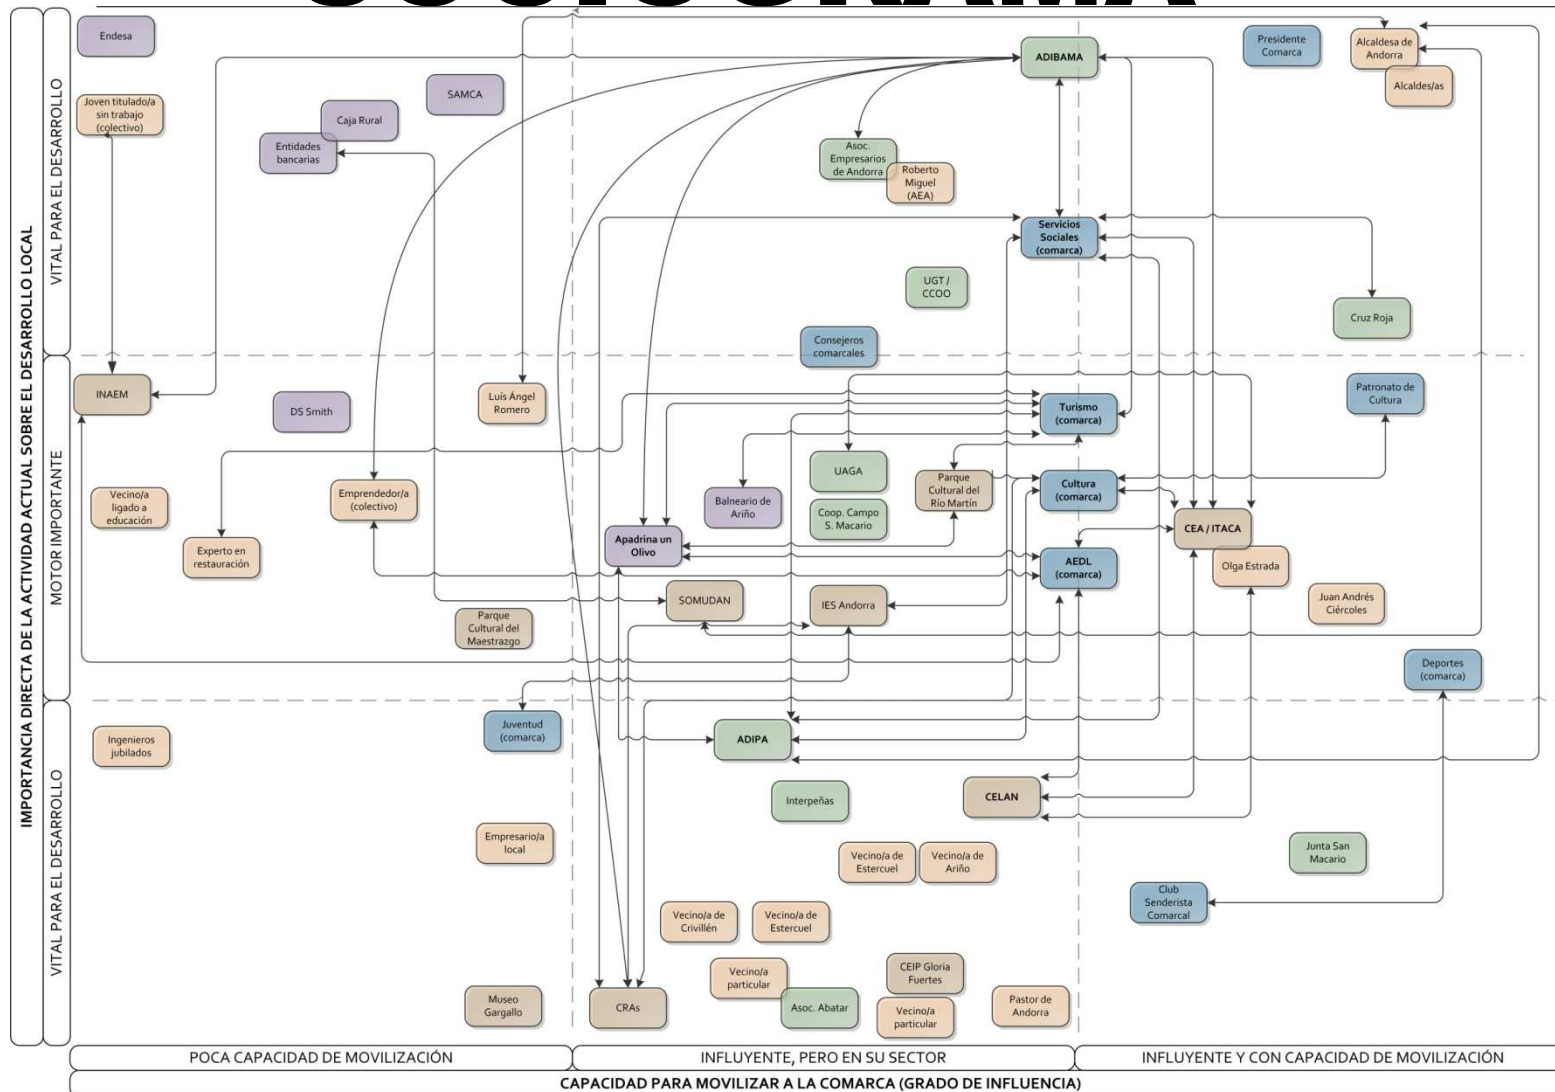 SOCIOGRAMA
IMPORTANCIA DIRECTA DE LA ACTIVIDAD ACTUAL SOBRE EL DESARROLLO LOCAL
VITAL PARA EL DESARROLLO
Endesa
Joven titulado/a
sin trabajo
(colectivo)
SAMCA
Caja Rural
Entidades
bancarias
ADIBAMA
Asoc.
Empresarios
de Andorra
Roberto
Miguel
(AEA)
Presidente
Comarca
Alcaldesa de
Andorra
Alcaldes/as
Servicios
Sociales
(comarca)
UGT /
CCOO
Cruz Roja
Consejeros
comarcales
MOTOR IMPORTANTE
INAEM
DS Smith
Luís Ángel
Romero
Turismo
(comarca)
Patronato de
Cultura
Vecino/a
ligado a
educación
Experto en
restauración
Emprendedor/a
(colectivo)
UAGA
Balneario de
Ariño
Coop. Campo
S. Macario
Parque
Cultural del
Río Martín
Cultura
(comarca)
CEA / ITACA
Olga Estrada
Apadrina un
Olivo
AEDL
(comarca)
SOMUDAN
IES Andorra
Juan Andrés
Ciércoles
Parque
Cultural del
Maestrazgo
Deportes
(comarca)
VITAL PARA EL DESARROLLO
Ingenieros
jubilados
Juventud
(comarca)
ADIPA
Interpeñas
CELAN
Empresario/a
local
Vecino/a de
Estercuel
Vecino/a de
Ariño
Junta San
Macario
Club
Senderista
Comarcal
Vecino/a de
Crivillén
Vecino/a de
Estercuel
Vecino/a
particular
CEIP Gloria
Fuertes
Museo
Gargallo
CRAs
Asoc. Abatar
Vecino/a
particular
Pastor de
Andorra
POCA CAPACIDAD DE MOVILIZACIÓN
INFLUYENTE, PERO EN SU SECTOR
INFLUYENTE Y CON CAPACIDAD DE MOVILIZACIÓN
CAPACIDAD PARA MOVILIZAR A LA COMARCA (GRADO DE INFLUENCIA)